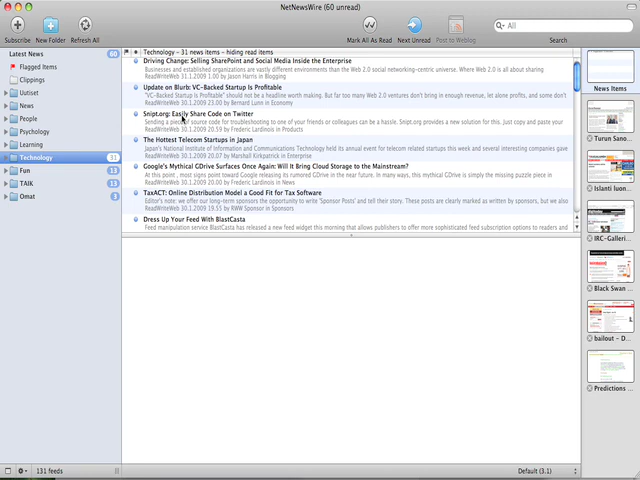 NetNewsWire (60 unread)
Subscribe
New Folder
Refresh All
Mark All As Read
Next Unread
Post to Weblog
All
Search
Latest News 60
Flagged Items
Clippings
Uutiset
News
People
Psychology
Learning
Technology 31
Fun 13
TAIK 13
Omat 3
Technology – 31 news items – hiding read items
Driving Change: Selling SharePoint and Social Media Inside the Enterprise
Businesses and established organizations are vastly different environments than the Web 2.0 social networking-centric universe. Where Web 2.0 is all about sharing
ReadWriteWeb 31.1.2009 1.00 by Jason Harris in Blogging
Update on Blurb: VC-Backed Startup Is Profitable
"VC-Backed Startup Is Profitable" should not be a headline worth making. But far too many Web 2.0 ventures don't bring in enough revenue, let alone profits, and some don't
ReadWriteWeb 30.1.2009 23.00 by Bernard Lunn in Economy
Snipt.org: Easily Share Code on Twitter
Sending a piece of source code for troubleshooting to one of your friends or colleagues can be a hassle. Snipt.org provides a new solution for this. Just copy and paste your
ReadWriteWeb 30.1.2009 20.59 by Frederic Lardinois in Products
The Hottest Telecom Startups in Japan
Japan's National Institute of Information and Communications Technology held its annual event for telecom related startups this week and several interesting companies gave
ReadWriteWeb 30.1.2009 20.07 by Marshall Kirkpatrick in Enterprise
Google's Mythical GDrive Surfaces Once Again: Will It Bring Cloud Storage to the Mainstream?
At this point , most signs point toward Google releasing its rumored GDrive in the near future. In many ways, this mythical GDrive is simply the missing puzzle piece in
ReadWriteWeb 30.1.2009 20.00 by Frederic Lardinois in News
TaxACT: Online Distribution Model a Good Fit for Tax Software
Editor's note: we offer our long-term sponsors the opportunity to write 'Sponsor Posts' and tell their story. These posts are clearly marked as written by sponsors, but we also
ReadWriteWeb 30.1.2009 19.55 by RWW Sponsor in Sponsors
Dress Up Your Feed With BlastCasta
Feed manipulation service BlastCasta has released a new feed widget this morning that allows publishers to offer more sophisticated feed subscription options to readers and
News Items
Turun Sano...
Islanti luon...
IRC-Galleri...
Black Swan ...
bailout - D...
Predictions ...
131 feeds
Default (3.1)